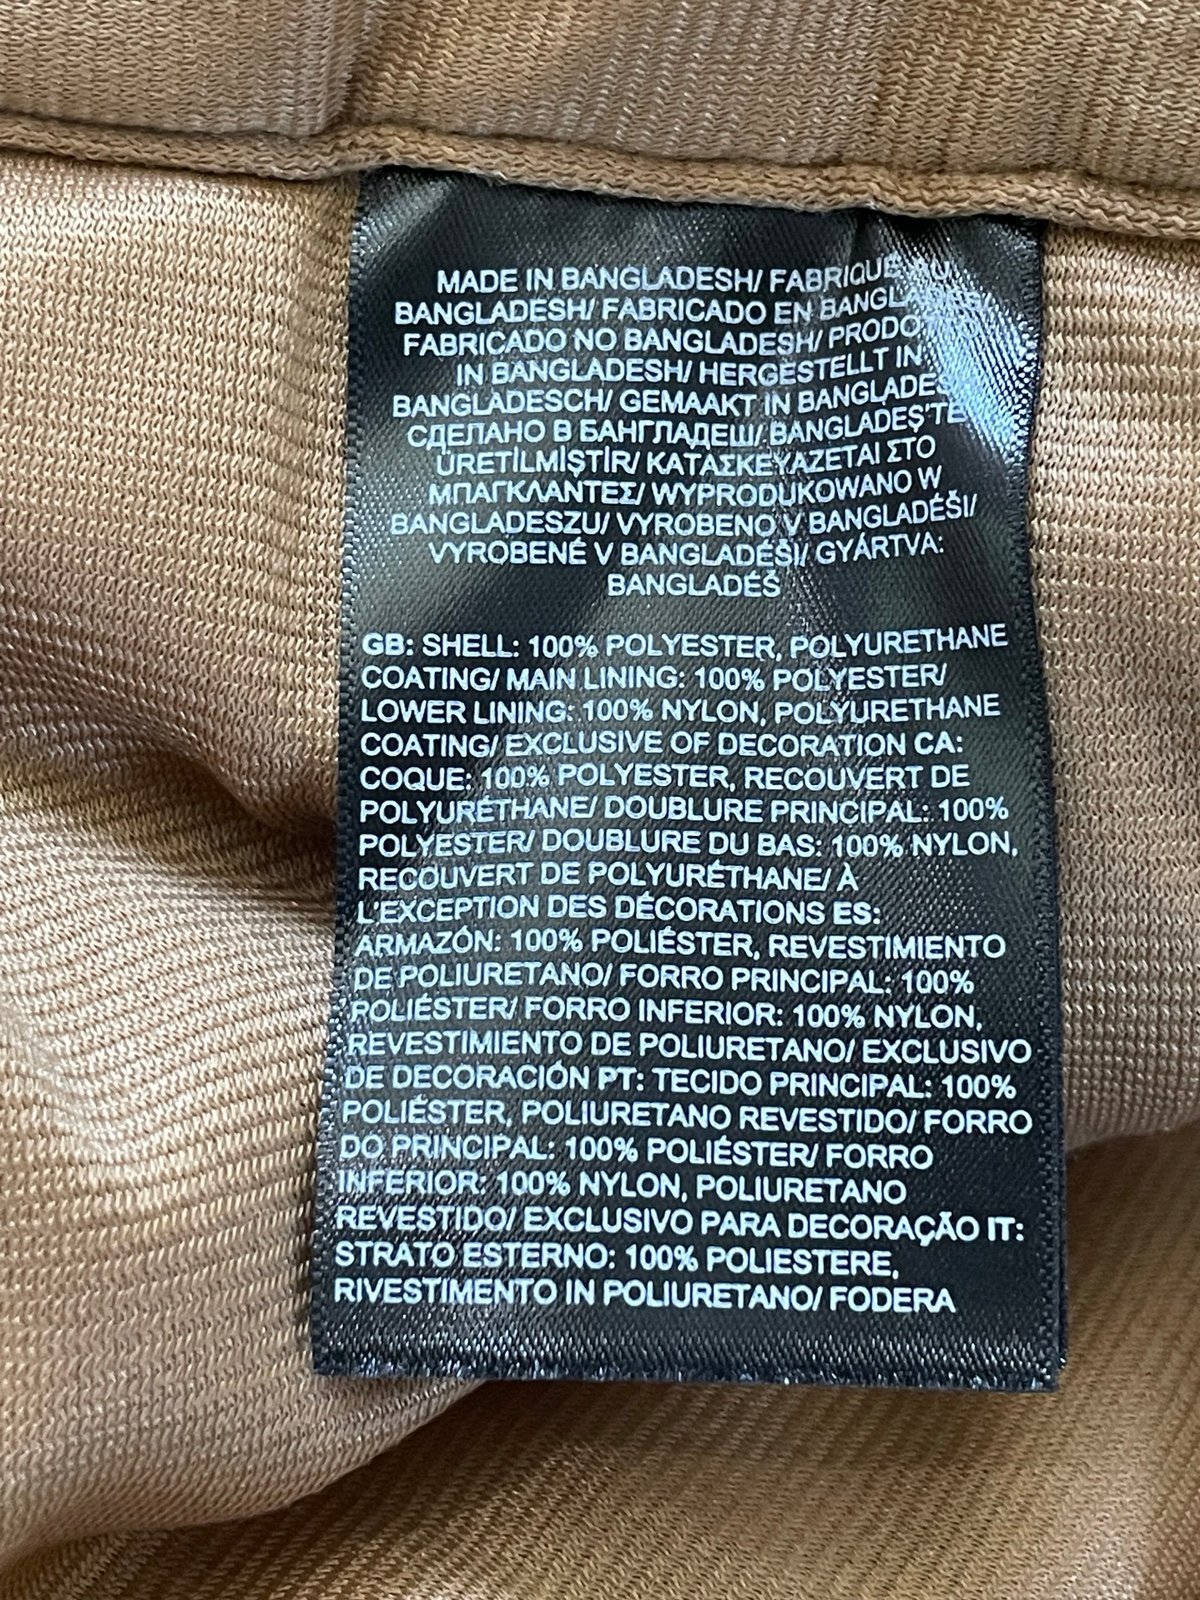 MADE IN BANGLADESH/ FABRIQUÉ AU
BANGLADESH/ FABRICADO EN BANGLADES/
FABRICADO NO BANGLADESH/ PRODOTTO
IN BANGLADESH/ HERGESTELLT IN
BANGLADESCH/ GEMAAKT IN BANGLADESH
СДЕЛАНО В БАНГЛАДЕШ/ BANGLADEŞ'TE
ÜRETİLMİŞTİR/ ΚΑΤΑΣΚΕΥΑΖΕΤΑΙ ΣΤΟ
ΜΠΑΓΚΛΑΝΤΕΣ/ WYPRODUKOWANO W
BANGLADESZU/ VYROBENO V BANGLADÉŠI/
VYROBENÉ V BANGLADÉŠI/ GYÁRTVA:
BANGLADÉŠ
GB: SHELL: 100% POLYESTER, POLYURETHANE
COATING/ MAIN LINING: 100% POLYESTER/
LOWER LINING: 100% NYLON, POLYURETHANE
COATING/ EXCLUSIVE OF DECORATION CA:
COQUE: 100% POLYESTER, RECOUVERT DE
POLYURÉTHANE/ DOUBLURE PRINCIPAL: 100%
POLYESTER/ DOUBLURE DU BAS: 100% NYLON,
RECOUVERT DE POLYURÉTHANE/ À
L'EXCEPTION DES DÉCORATIONS ES:
ARMAZÓN: 100% POLIÉSTER, REVESTIMIENTO
DE POLIURETANO/ FORRO PRINCIPAL: 100%
POLIÉSTER/ FORRO INFERIOR: 100% NYLON,
REVESTIMIENTO DE POLIURETANO/ EXCLUSIVO
DE DECORACIÓN PT: TECIDO PRINCIPAL: 100%
POLIÉSTER, POLIURETANO REVESTIDO/ FORRO
DO PRINCIPAL: 100% POLIÉSTER/ FORRO
INFERIOR: 100% NYLON, POLIURETANO
REVESTIDO/ EXCLUSIVO PARA DECORAÇÃO IT:
STRATO ESTERNO: 100% POLIESTERE,
RIVESTIMENTO IN POLIURETANO/ FODERA